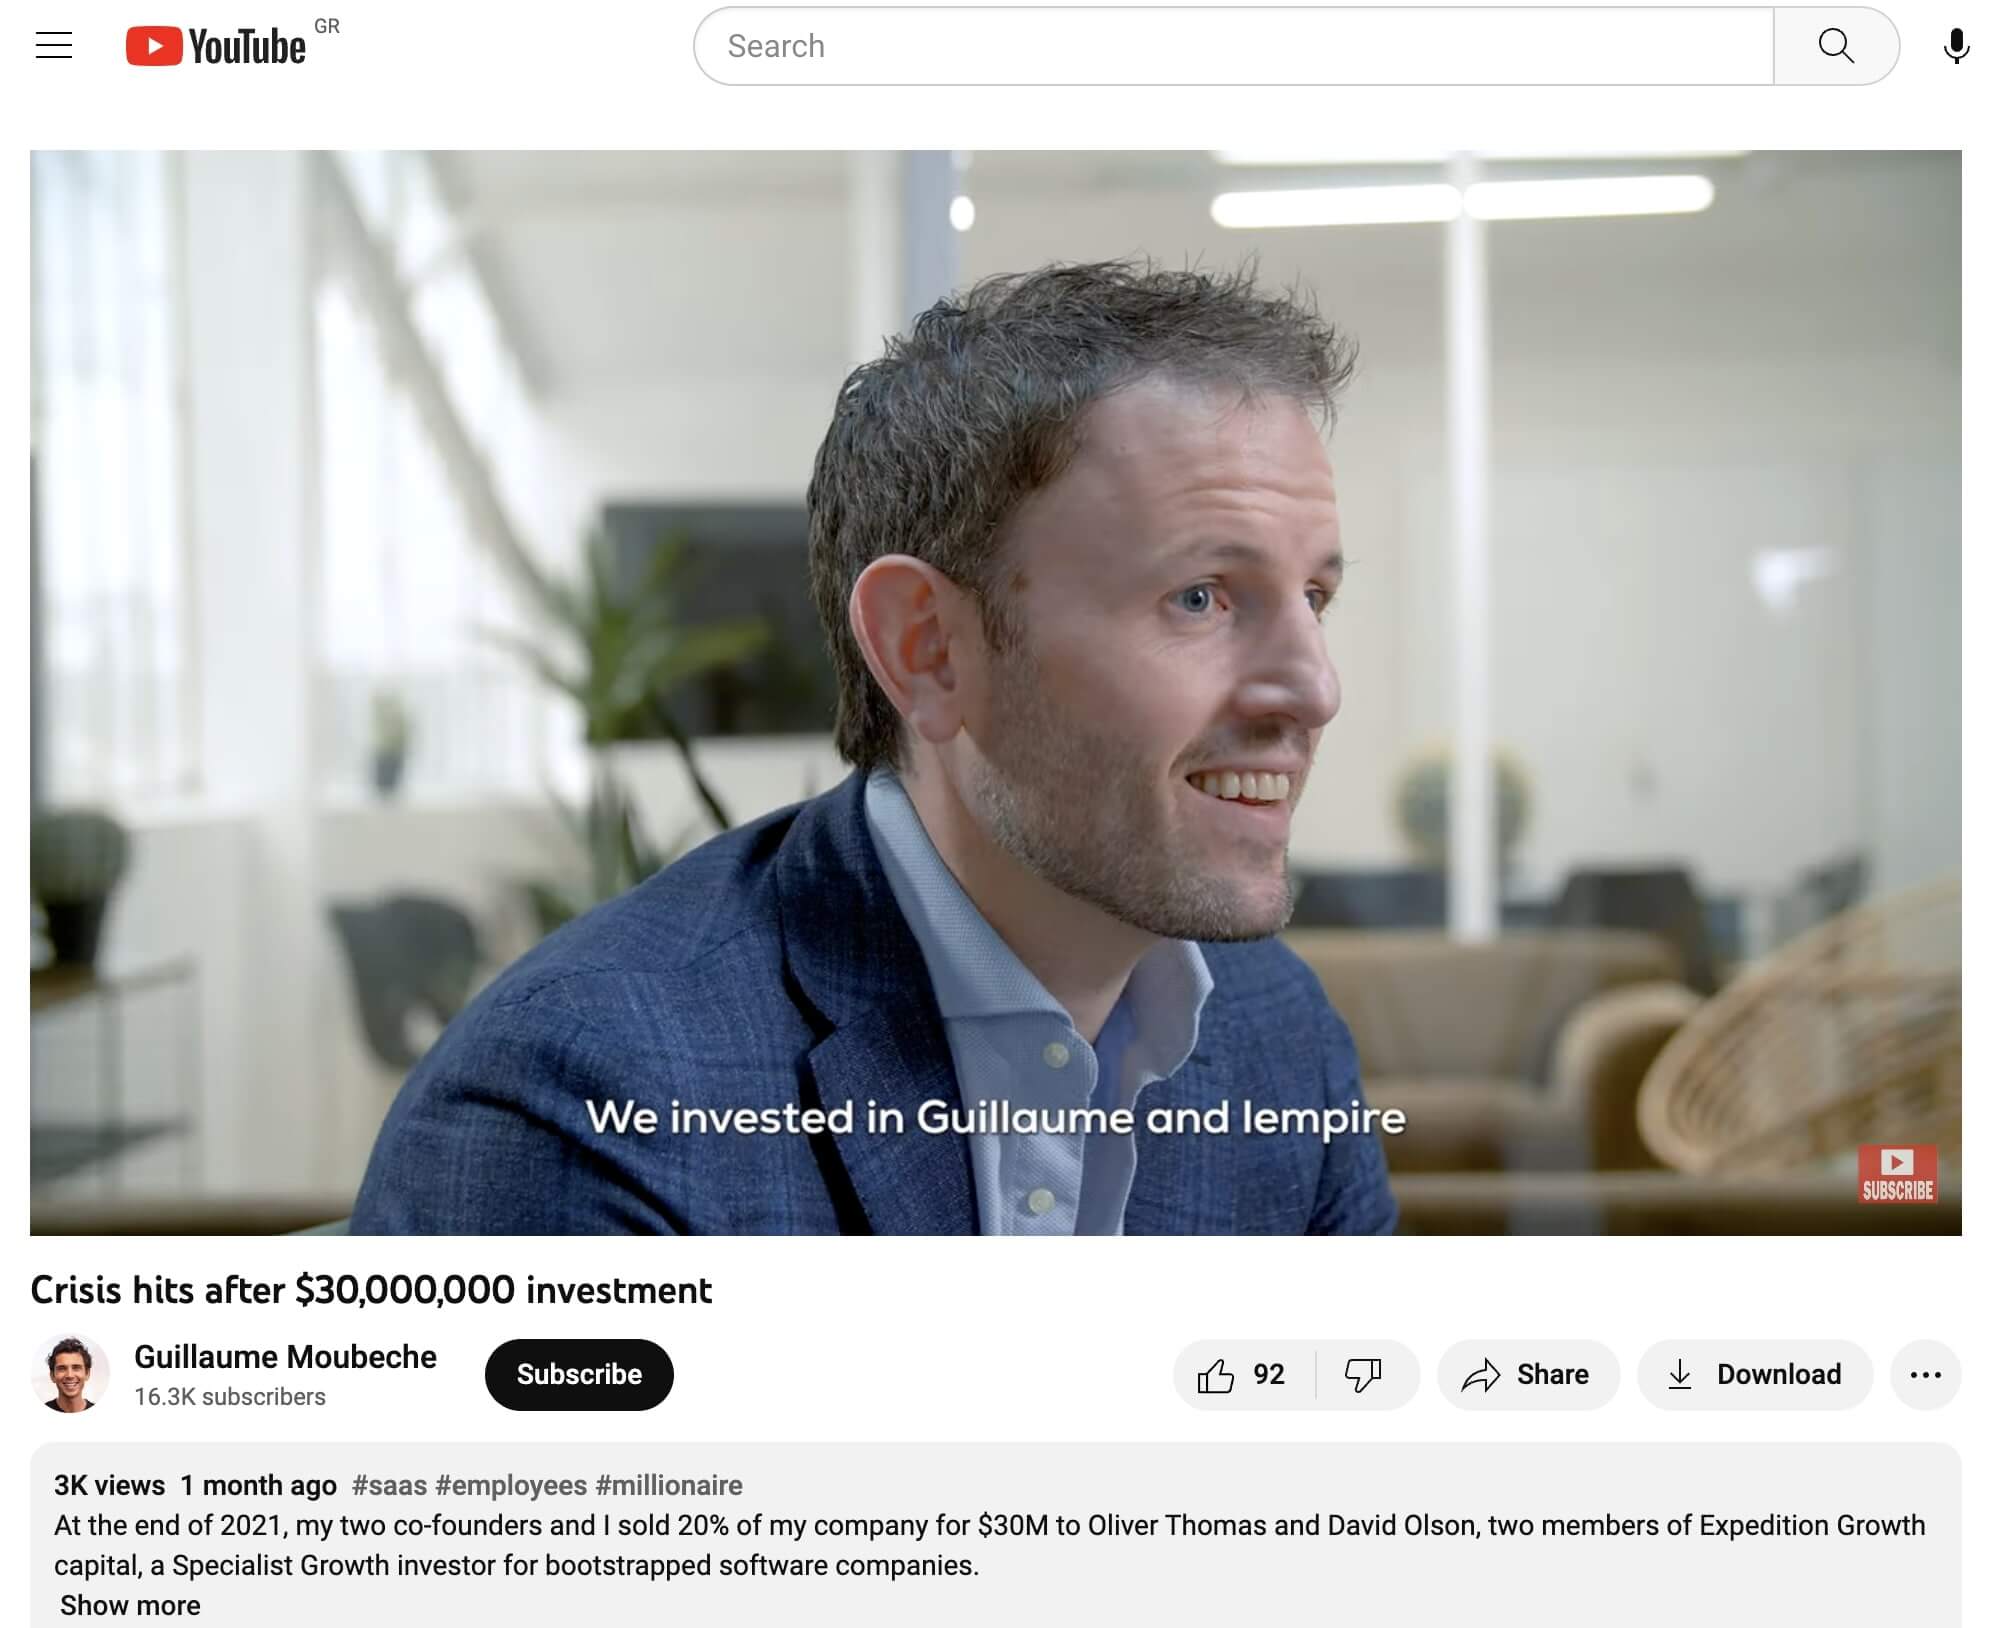 YouTube GR
Search
We invested in Guillaume and lempire
SUBSCRIBE
Crisis hits after $30,000,000 investment
Guillaume Moubeche
16.3K subscribers
Subscribe
92
Share
Download
3K views 1 month ago #saas #employees #millionaire
At the end of 2021, my two co-founders and I sold 20% of my company for $30M to Oliver Thomas and David Olson, two members of Expedition Growth
capital, a Specialist Growth investor for bootstrapped software companies.
Show more